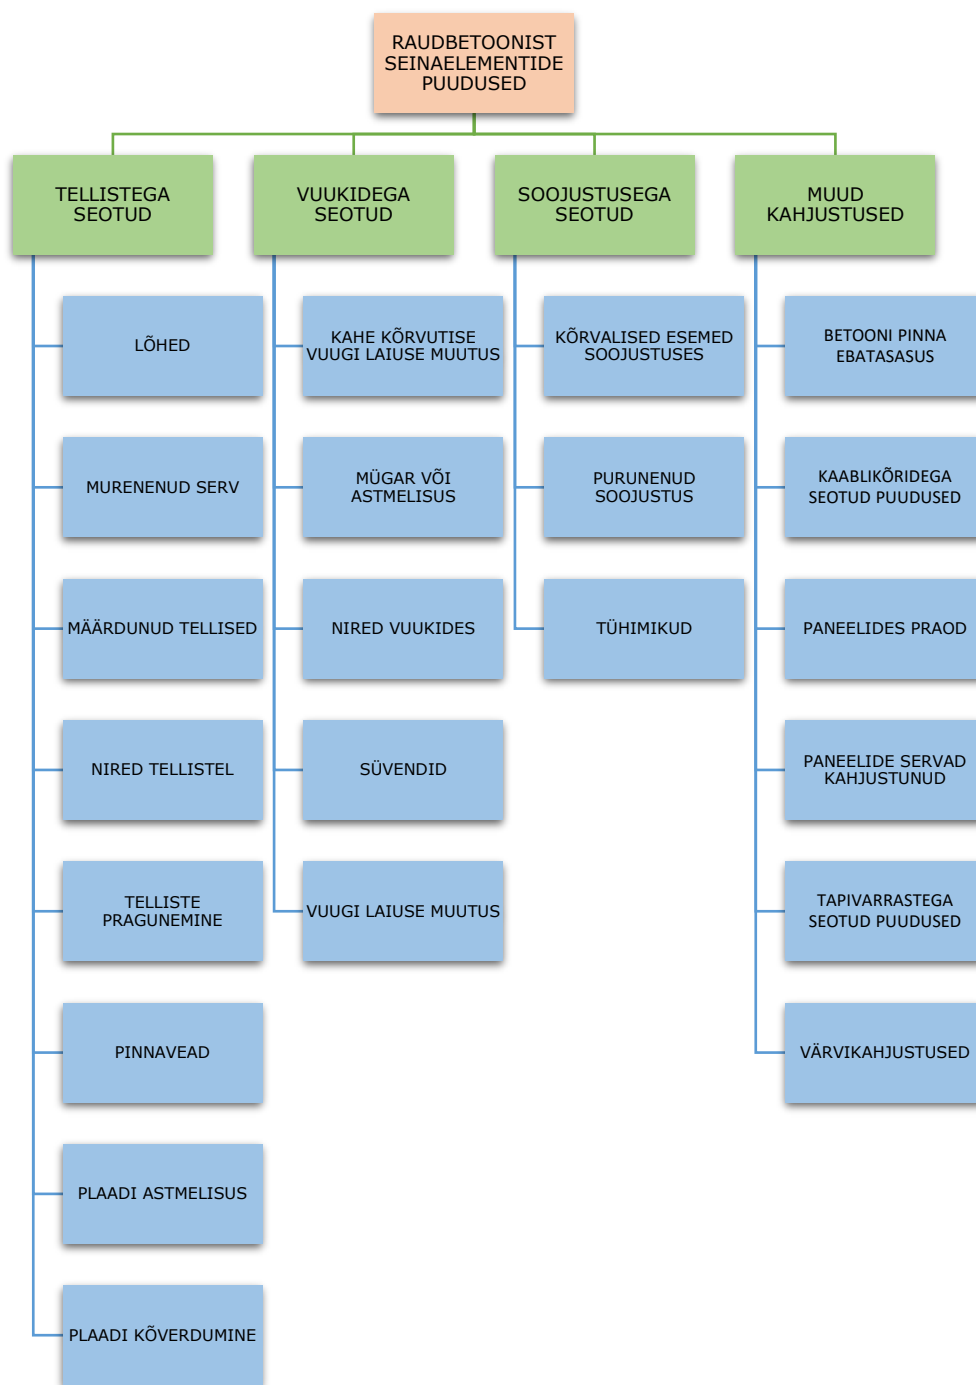 RAUDBETOONIST
SEINAELEMENTIDE
PUUDUSED
TELLISTEGA
SEOTUD
LÕHED
MURENENUD SERV
MÄÄRDUNUD TELLISED
NIRED TELLISTEL
TELLISTE
PRAGUNEMINE
PINNAVEAD
PLAADI ASTMELISUS
PLAADI KÕVERDUMINE
VUUKIDEGA
SEOTUD
KAHE KÕRVUTISE
VUUGI LAIUSE MUUTUS
MÜGAR VÕI
ASTMELISUS
NIRED VUUKIDES
SÜVENDID
VUUGI LAIUSE MUUTUS
SOOJUSTUSEGA
SEOTUD
KÕRVALISED ESEMED
SOOJUSTUSES
PURUNENUD
SOOJUSTUS
TÜHIMIKUD
MUUD
KAHJUSTUSED
BETOONI PINNA
EBATASASUS
KAABLIKÕRIDEGA
SEOTUD PUUDUSED
PANEELIDES PRAOD
PANEELIDE SERVAD
KAHJUSTUNUD
TAPIVARRASTEGA
SEOTUD PUUDUSED
VÄRVIKAHJUSTUSED